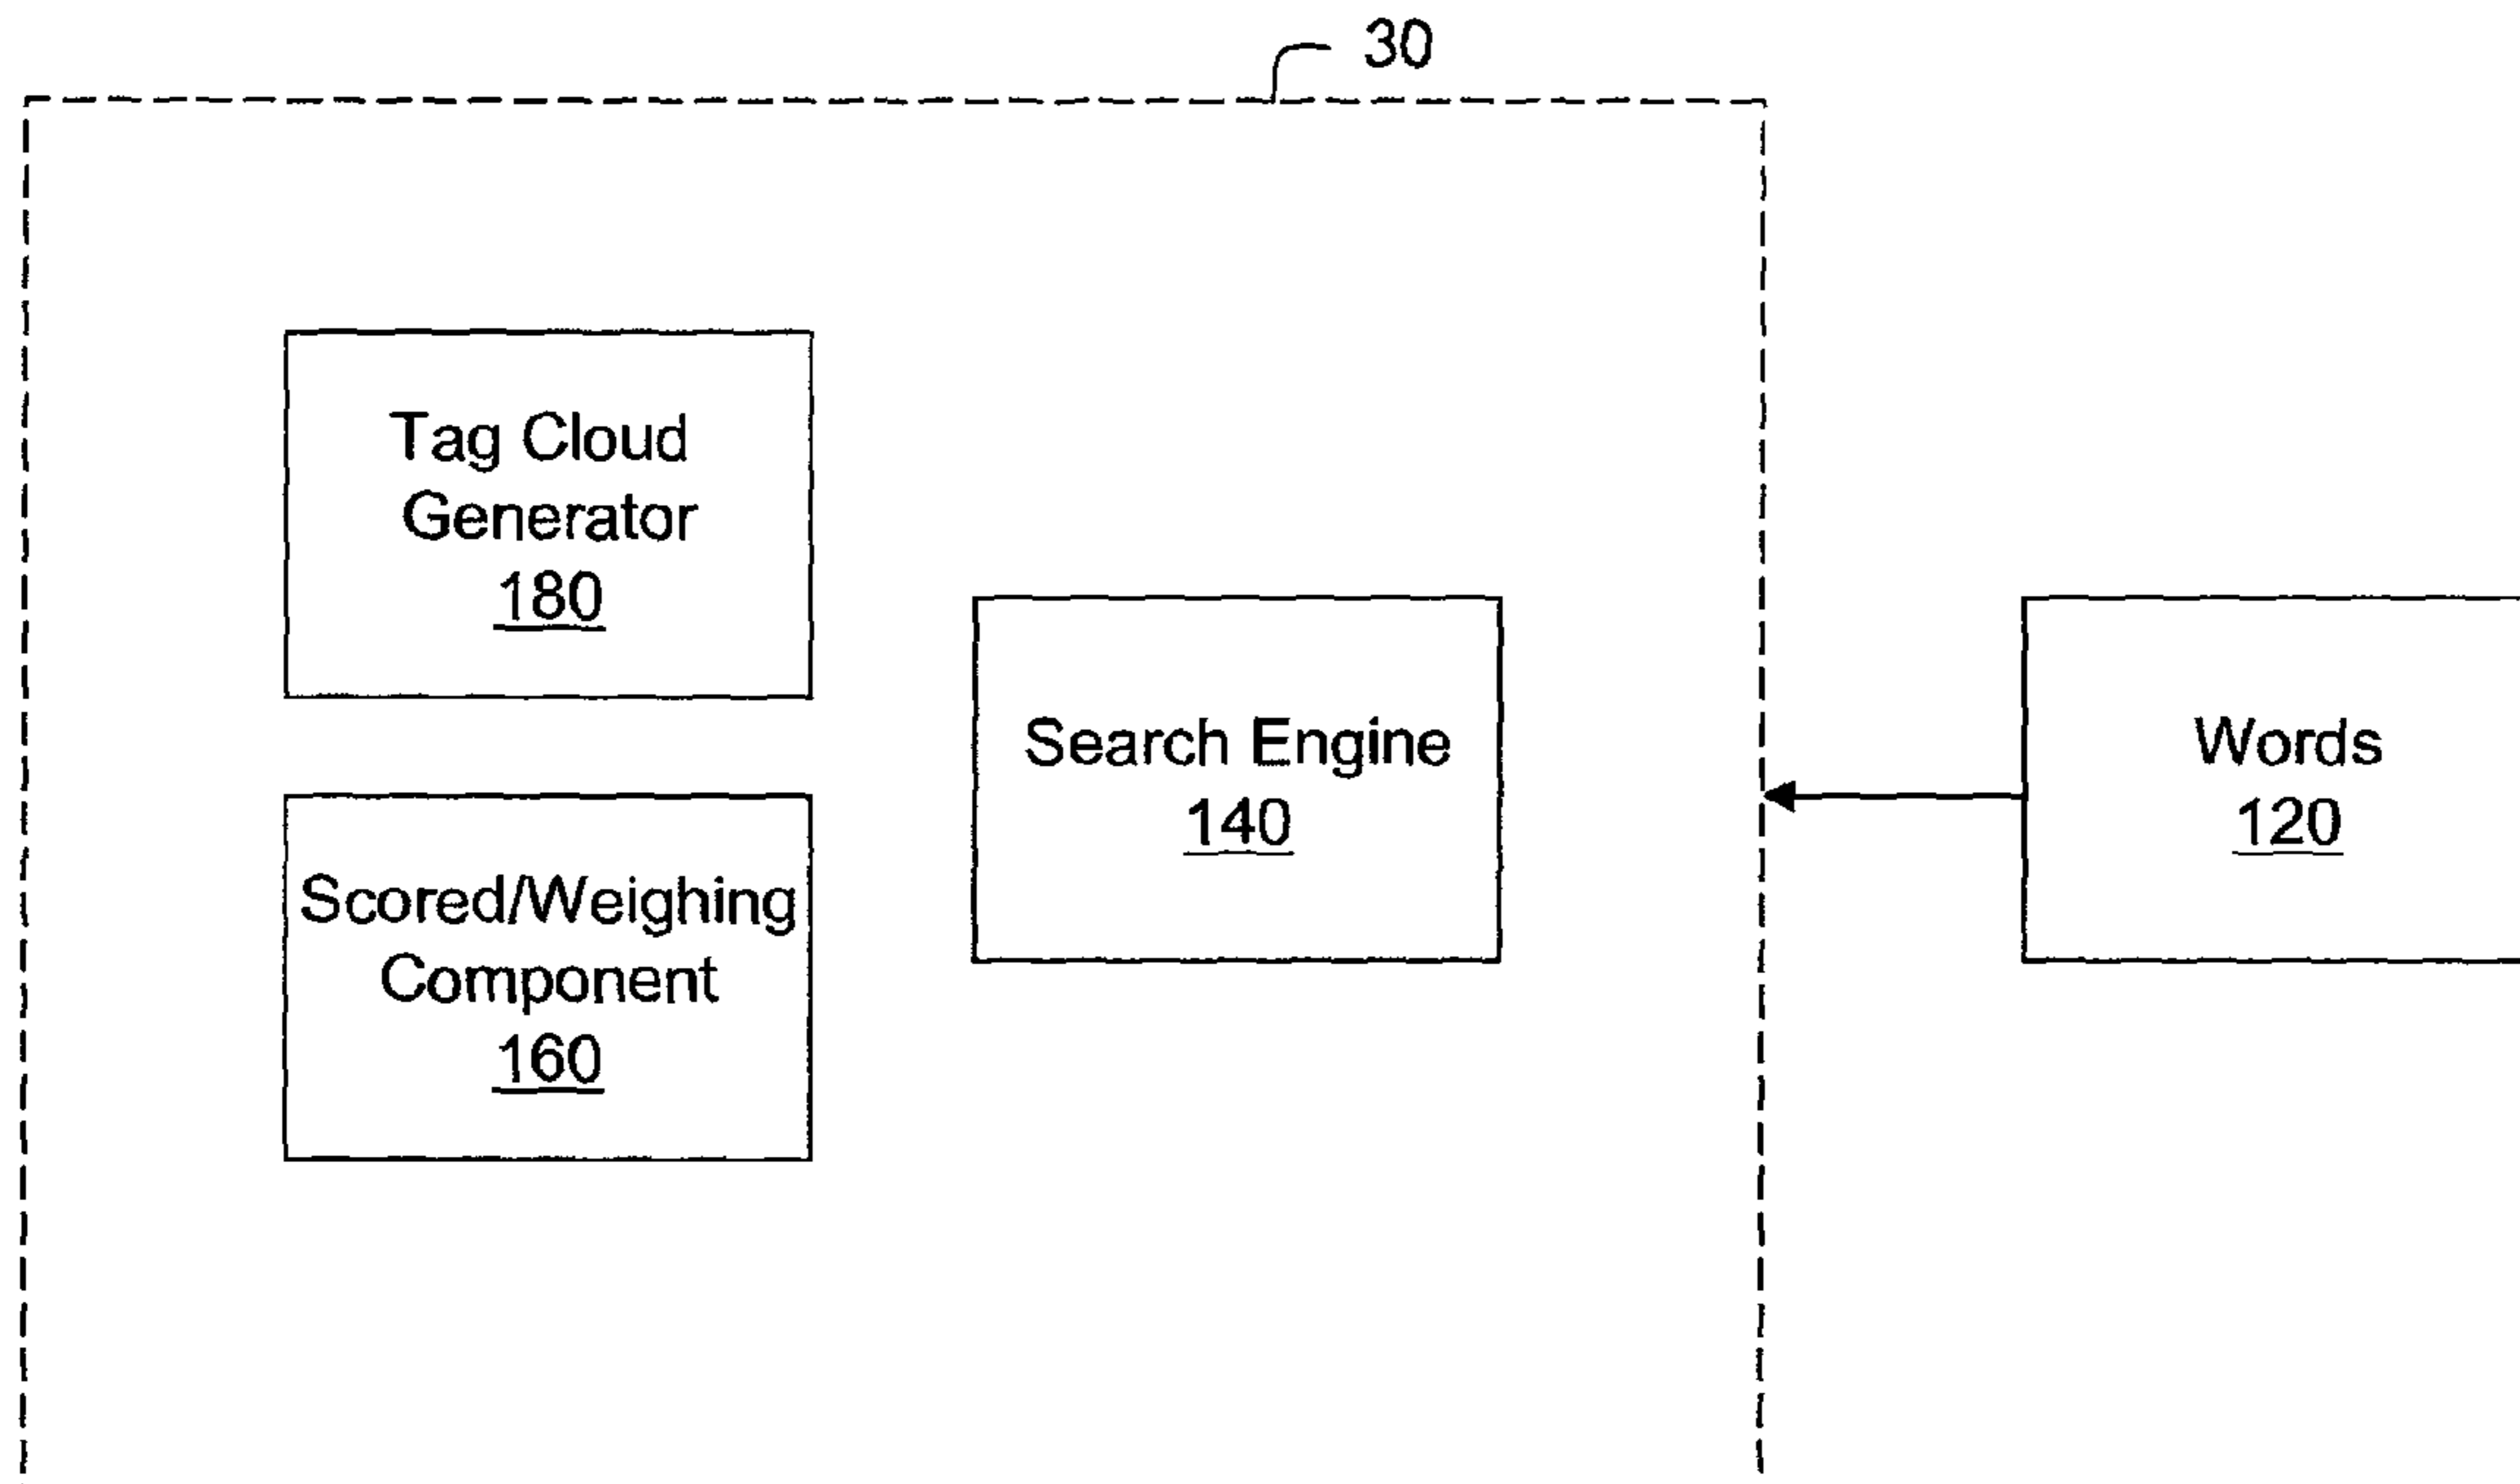 30
Tag Cloud
Generator
180
Scored/Weighing
Component
160
Search Engine
140
Words
120